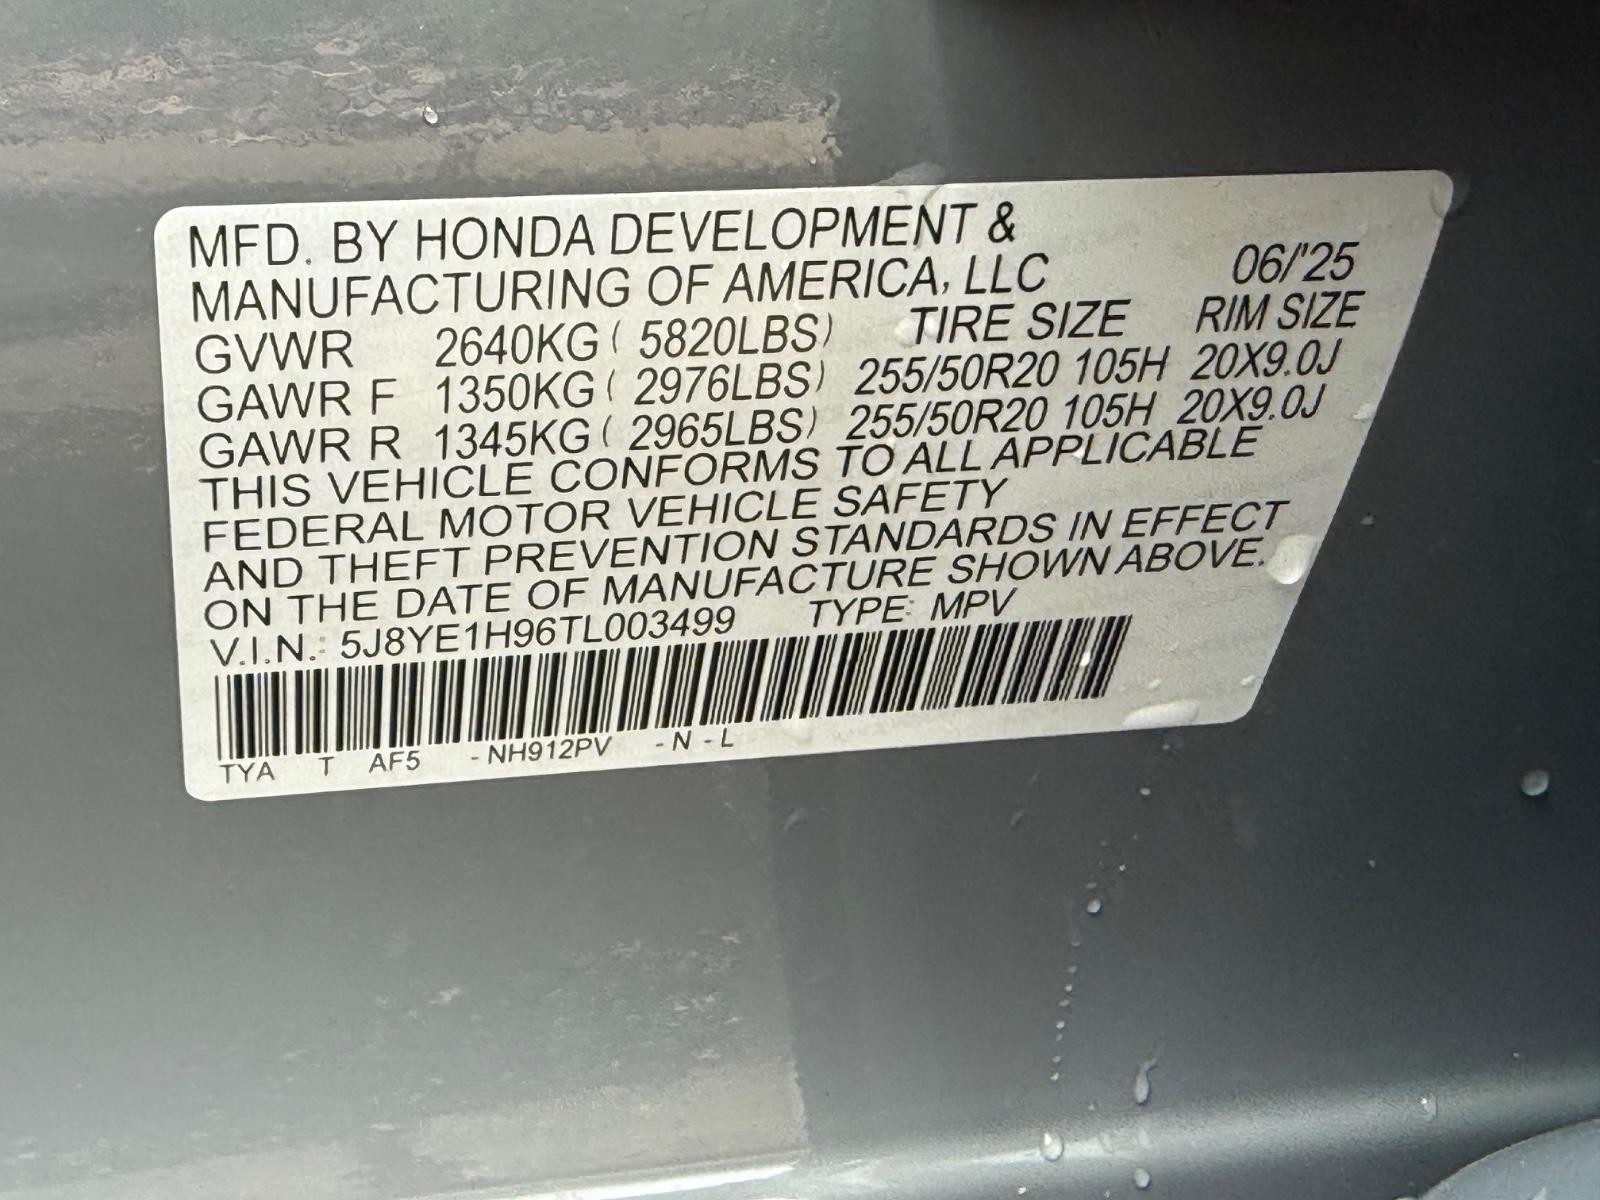 MFD. BY HONDA DEVELOPMENT &
MANUFACTURING OF AMERICA, LLC 06/'25
GVWR 2640KG ( 5820LBS) TIRE SIZE RIM SIZE
GAWR F 1350KG ( 2976LBS) 255/50R20 105H 20X9.0J
GAWR R 1345KG ( 2965LBS) 255/50R20 105H 20X9.0J
THIS VEHICLE CONFORMS TO ALL APPLICABLE
FEDERAL MOTOR VEHICLE SAFETY
AND THEFT PREVENTION STANDARDS IN EFFECT
ON THE DATE OF MANUFACTURE SHOWN ABOVE.
V.I.N.: 5J8YE1H96TL003499 TYPE: MPV
TYA T AF5 -NH912PV -N -L